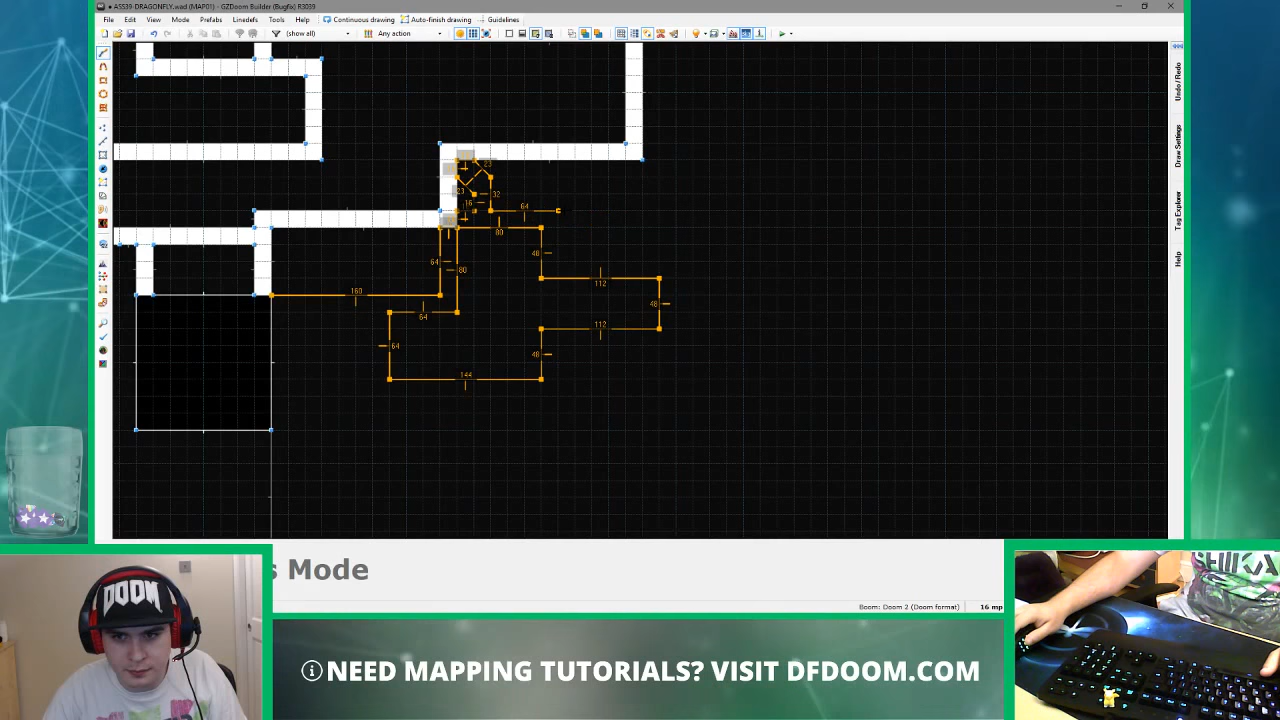 ASS39-DRAGONFLY.wad (MAP01) - GZDoom Builder (Bugfix) R3039
File Edit View Mode Prefabs Linedefs Tools Help Continuous drawing Auto-finish drawing Guidelines
(show all) Any action
Undo / Redo
Draw Settings
Tag Explorer
Help
23
23
32
16
64
80
48
64
80
160
112
48
64
112
64
48
144
s Mode
Boom: Doom 2 (Doom format) 16 mp
DOOM
NEED MAPPING TUTORIALS? VISIT DFDOOM.COM